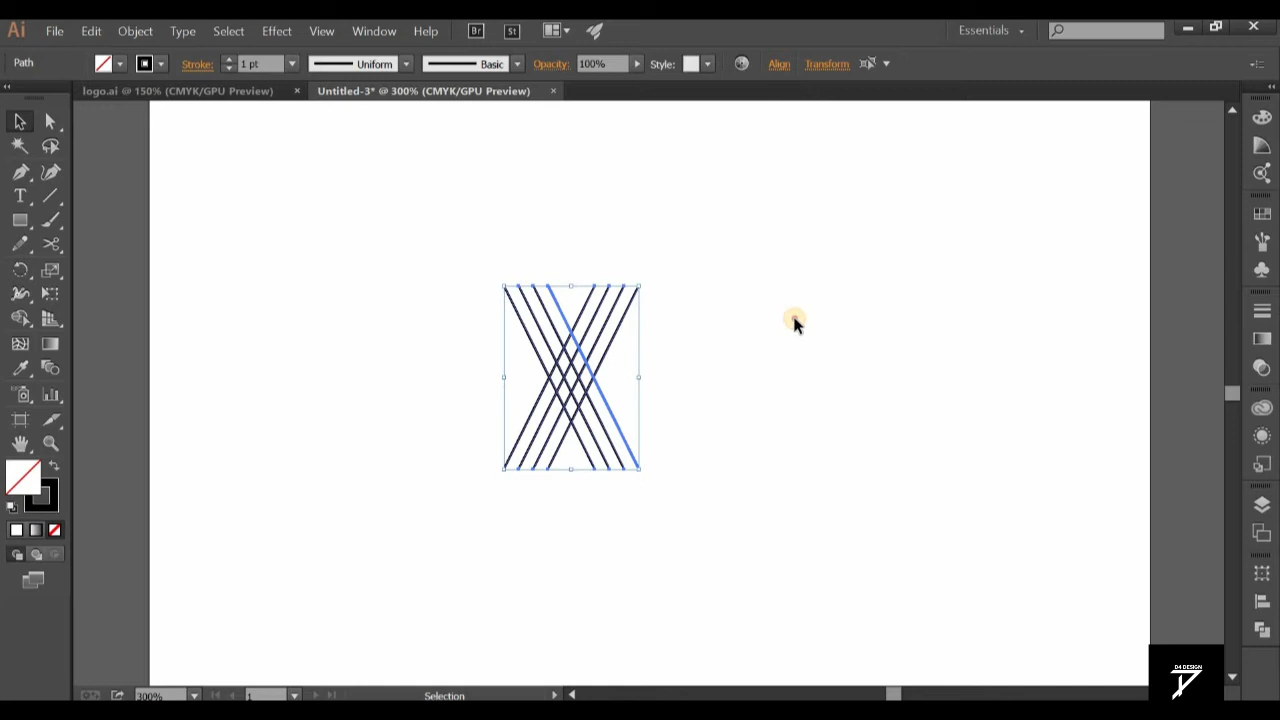 Ai File Edit Object Type Select Effect View Window Help Br St Essentials
Path Stroke: 1 pt Uniform Basic Opacity: 100% Style: Align Transform
logo.ai @ 150% (CMYK/GPU Preview) × Untitled-3* @ 300% (CMYK/GPU Preview) ×
T
300% 1 Selection
D4 DESIGN